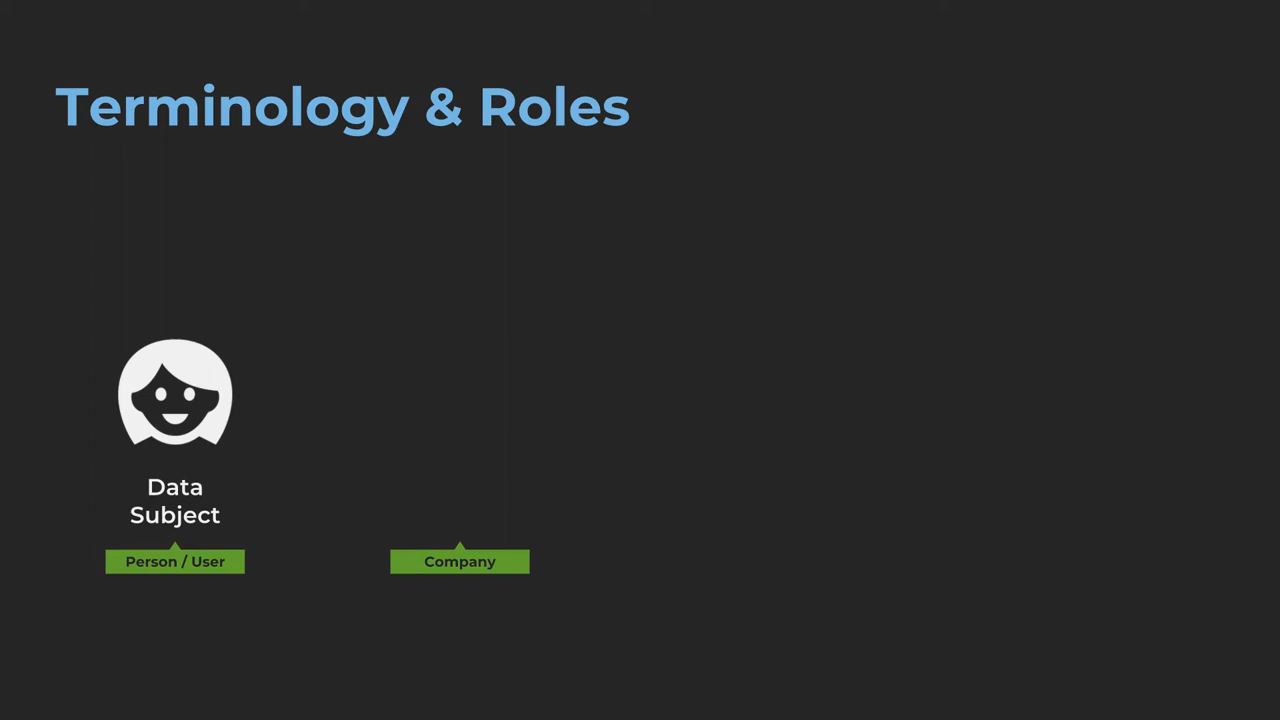 Terminology & Roles
Data
Subject
Person / User
Company